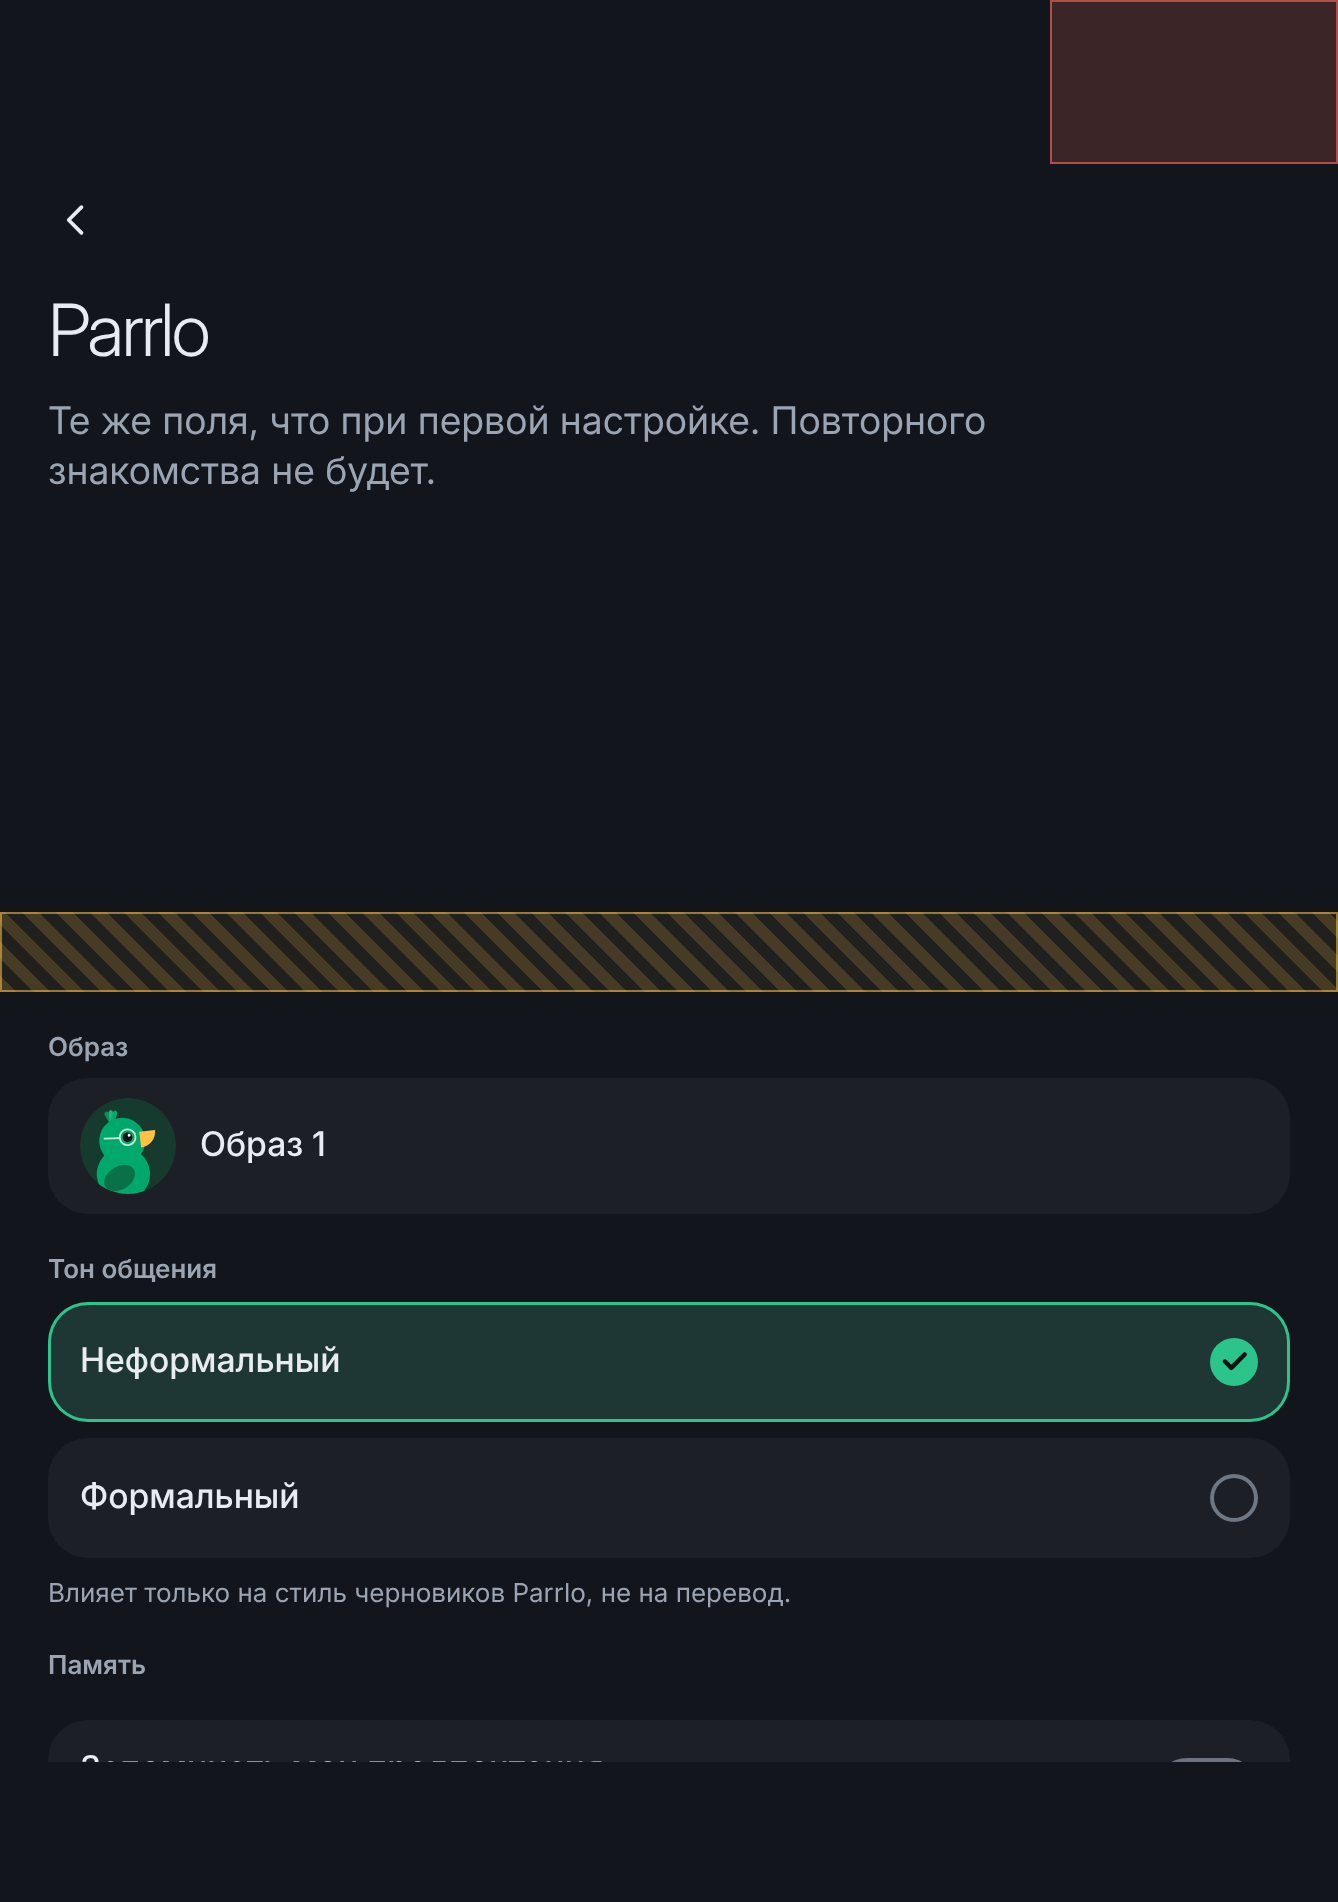 Parrlo
Те же поля, что при первой настройке. Повторного
знакомства не будет.
Образ
Образ 1
Тон общения
Неформальный
Формальный
Влияет только на стиль черновиков Parrlo, не на перевод.
Память